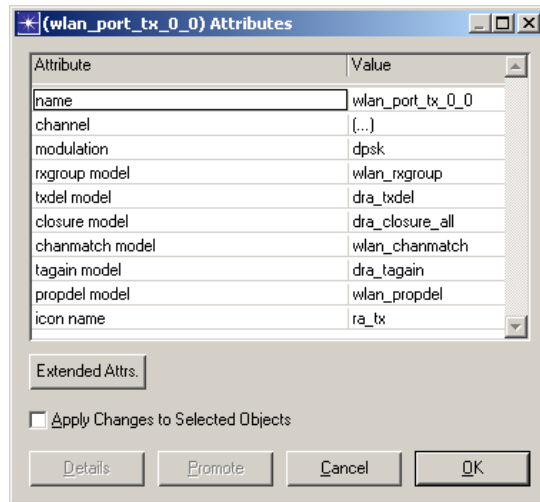 (wlan_port_tx_0_0) Attributes
Attribute Value
name wlan_port_tx_0_0
channel (...)
modulation dpsk
rxgroup model wlan_rxgroup
txdel model dra_txdel
closure model dra_closure_all
chanmatch model wlan_chanmatch
tagain model dra_tagain
propdel model wlan_propdel
icon name ra_tx
Extended Attrs.
Apply Changes to Selected Objects
Details Promote Cancel OK